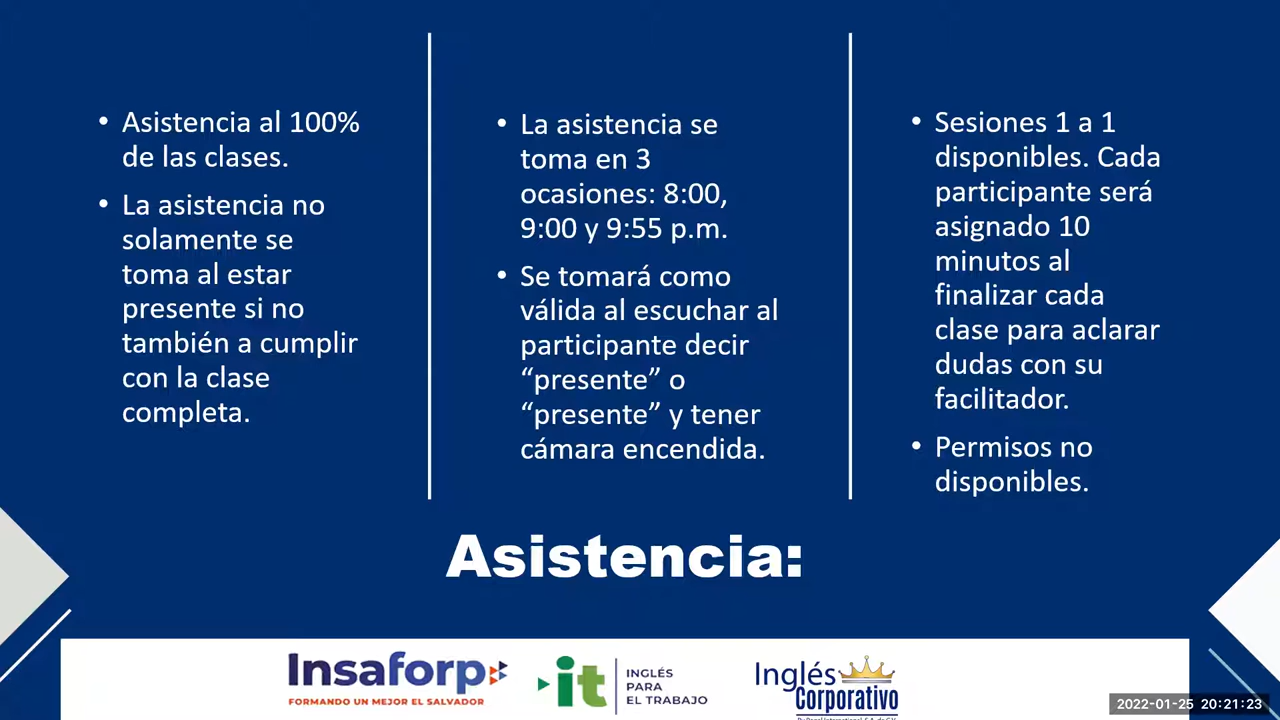 • Asistencia al 100%
de las clases.
• La asistencia no
solamente se
toma al estar
presente si no
también a cumplir
con la clase
completa.
• La asistencia se
toma en 3
ocasiones: 8:00,
9:00 y 9:55 p.m.
• Se tomará como
válida al escuchar al
participante decir
“presente” o
“presente” y tener
cámara encendida.
• Sesiones 1 a 1
disponibles. Cada
participante será
asignado 10
minutos al
finalizar cada
clase para aclarar
dudas con su
facilitador.
• Permisos no
disponibles.
Asistencia:
Insaforp
FORMANDO UN MEJOR EL SALVADOR
it
INGLÉS
PARA
EL TRABAJO
Inglés
Corporativo
2022-01-25 20:21:23